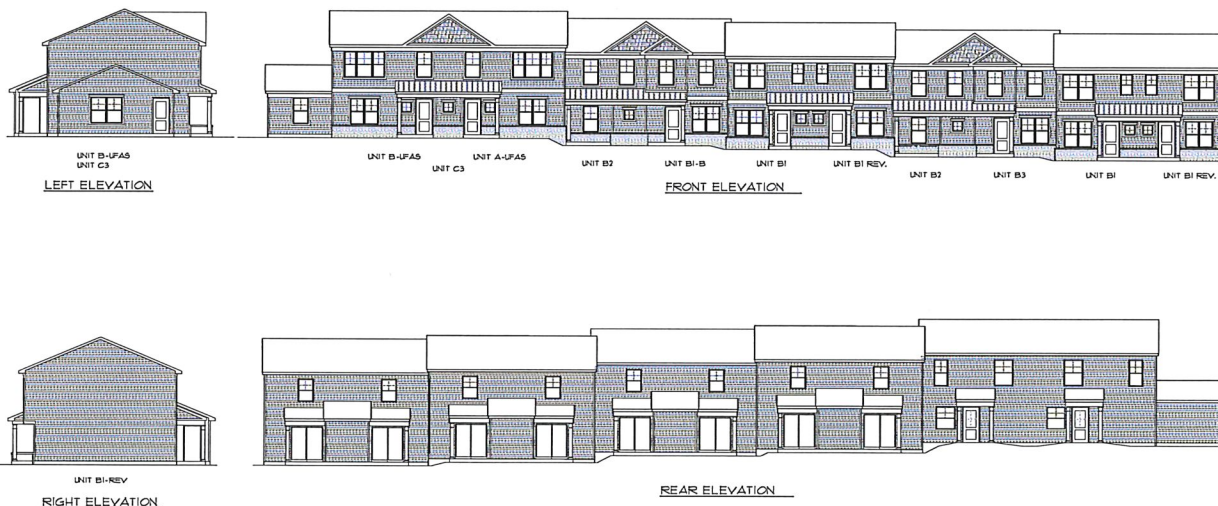 UNIT B-UFAS
UNIT C3
LEFT ELEVATION
UNIT B-UFAS
UNIT C3
UNIT A-UFAS
UNIT B2
UNIT B1-B
UNIT B1
UNIT B1 REV.
UNIT B2
UNIT B3
UNIT B1
UNIT B1 REV.
FRONT ELEVATION
UNIT B1-REV
RIGHT ELEVATION
REAR ELEVATION